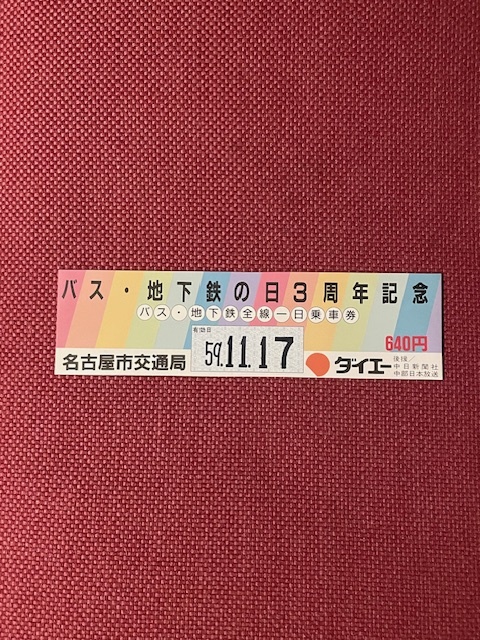 バス・地下鉄の日3周年記念
バス・地下鉄全線一日乗車券
640円
有効日
59.11.17
名古屋市交通局
ダイエー
後援／
中日新聞社
中部日本放送